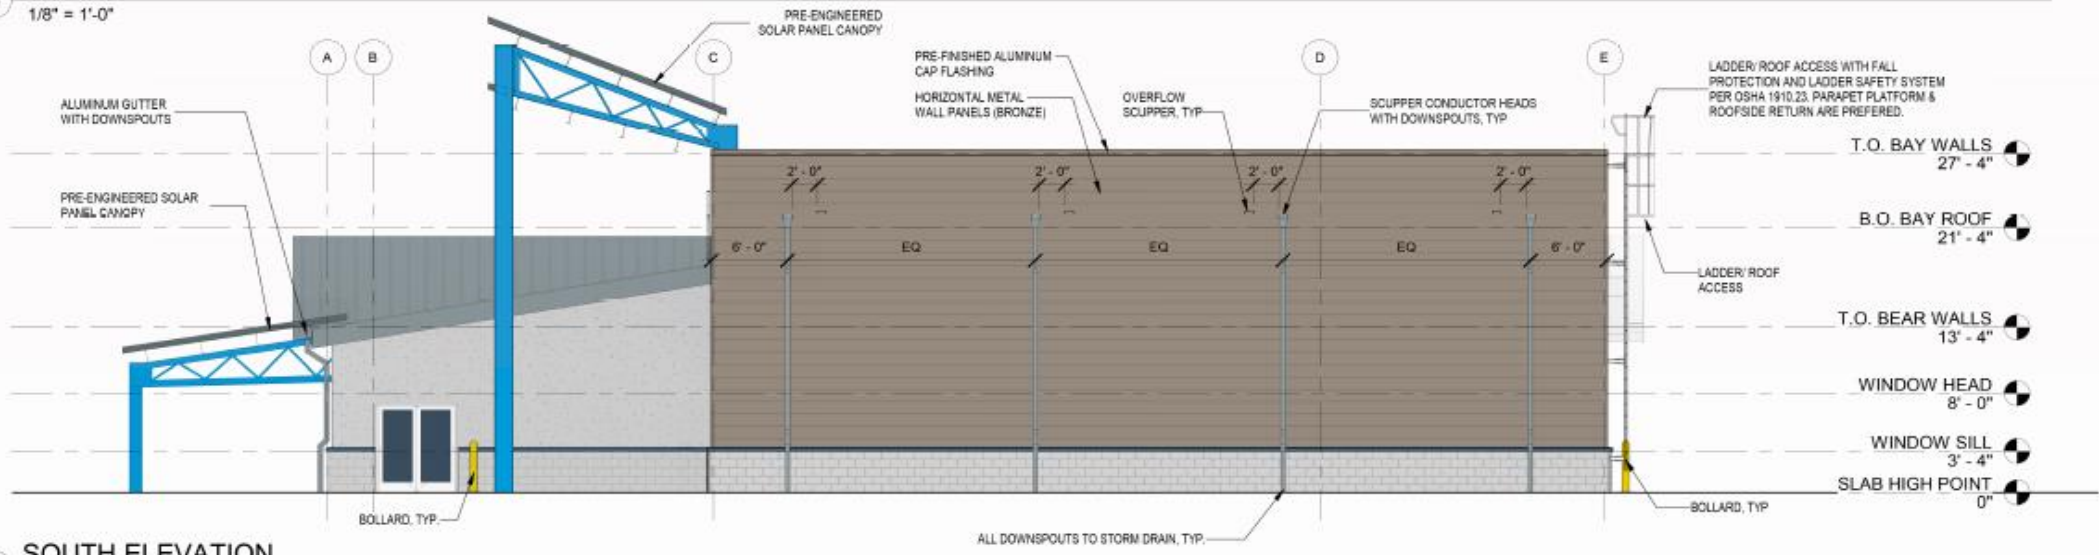 1/8" = 1'-0"
PRE-ENGINEERED
SOLAR PANEL CANOPY
A
B
C
D
E
PRE-FINISHED ALUMINUM
CAP FLASHING
HORIZONTAL METAL
WALL PANELS (BRONZE)
OVERFLOW
SCUPPER, TYP
SCUPPER CONDUCTOR HEADS
WITH DOWNSPOUTS, TYP
LADDER/ ROOF ACCESS WITH FALL
PROTECTION AND LADDER SAFETY SYSTEM
PER OSHA 1910.23. PARAPET PLATFORM &
ROOFSIDE RETURN ARE PREFERED.
ALUMINUM GUTTER
WITH DOWNSPOUTS
PRE-ENGINEERED SOLAR
PANEL CANOPY
2' - 0"
2' - 0"
2' - 0"
2' - 0"
6' - 0"
EQ
EQ
EQ
6' - 0"
LADDER/ ROOF
ACCESS
T.O. BAY WALLS
27' - 4"
B.O. BAY ROOF
21' - 4"
T.O. BEAR WALLS
13' - 4"
WINDOW HEAD
8' - 0"
WINDOW SILL
3' - 4"
SLAB HIGH POINT
0"
BOLLARD, TYP.
BOLLARD, TYP
ALL DOWNSPOUTS TO STORM DRAIN, TYP.
SOUTH ELEVATION